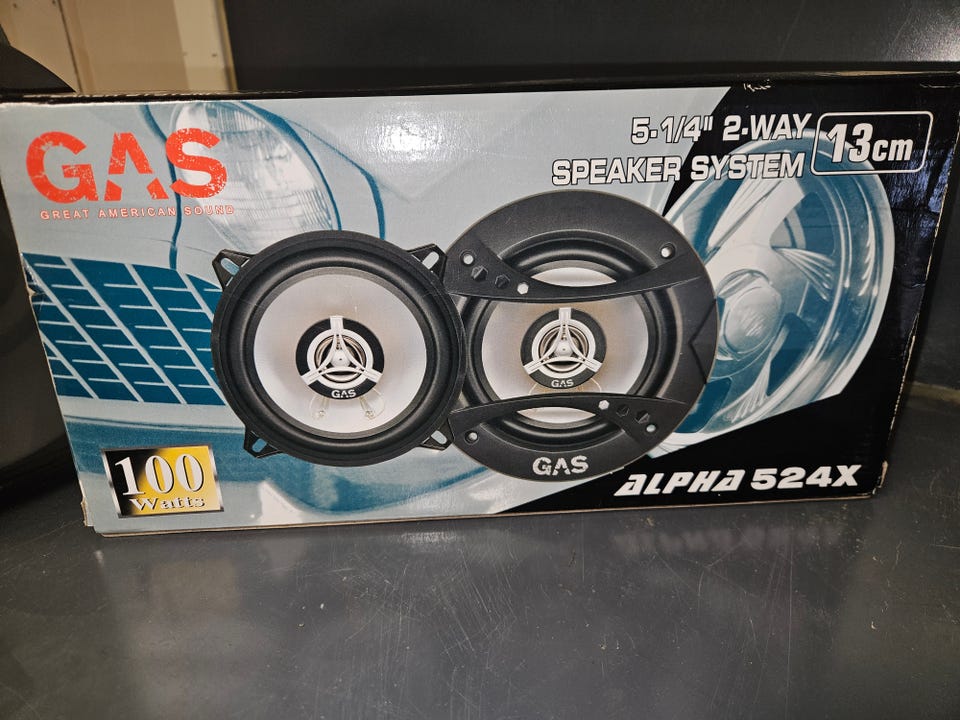 GAS
GREAT AMERICAN SOUND
5-1/4" 2-WAY
SPEAKER SYSTEM
13cm
GAS
GAS
GAS
100
Watts
ALPHA 524X